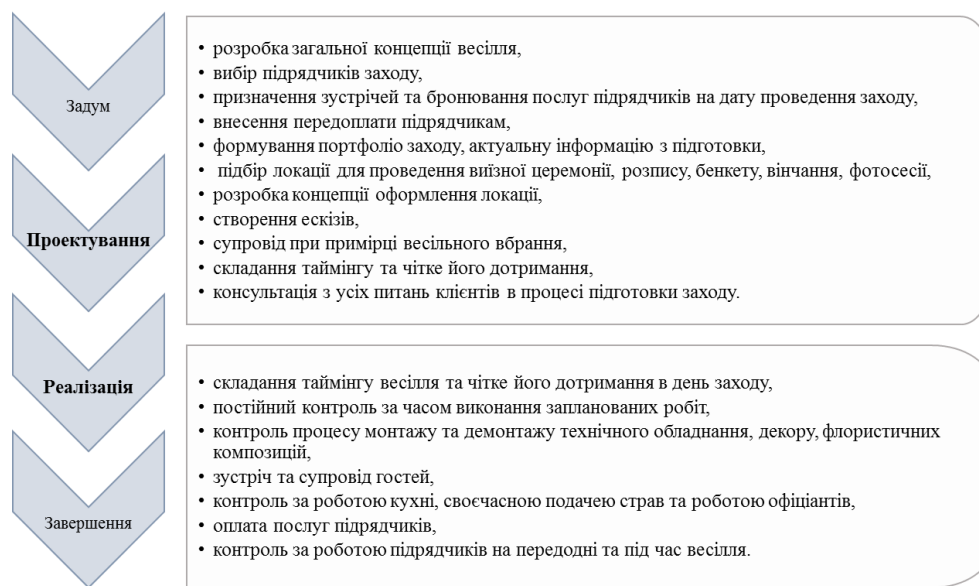 Задум
• розробка загальної концепції весілля,
• вибір підрядчиків заходу,
• призначення зустрічей та бронювання послуг підрядчиків на дату проведення заходу,
• внесення передоплати підрядчикам,
• формування портфоліо заходу, актуальну інформацію з підготовки,
• підбір локації для проведення виїзної церемонії, розпису, бенкету, вінчання, фотосесії,
• розробка концепції оформлення локації,
• створення ескізів,
• супровід при примірці весільного вбрання,
• складання таймінгу та чітке його дотримання,
• консультація з усіх питань клієнтів в процесі підготовки заходу.
Проектування
Реалізація
• складання таймінгу весілля та чітке його дотримання в день заходу,
• постійний контроль за часом виконання запланованих робіт,
• контроль процесу монтажу та демонтажу технічного обладнання, декору, флористичних
композицій,
• зустріч та супровід гостей,
• контроль за роботою кухні, своєчасною подачею страв та роботою офіціантів,
• оплата послуг підрядчиків,
• контроль за роботою підрядчиків на передодні та під час весілля.
Завершення